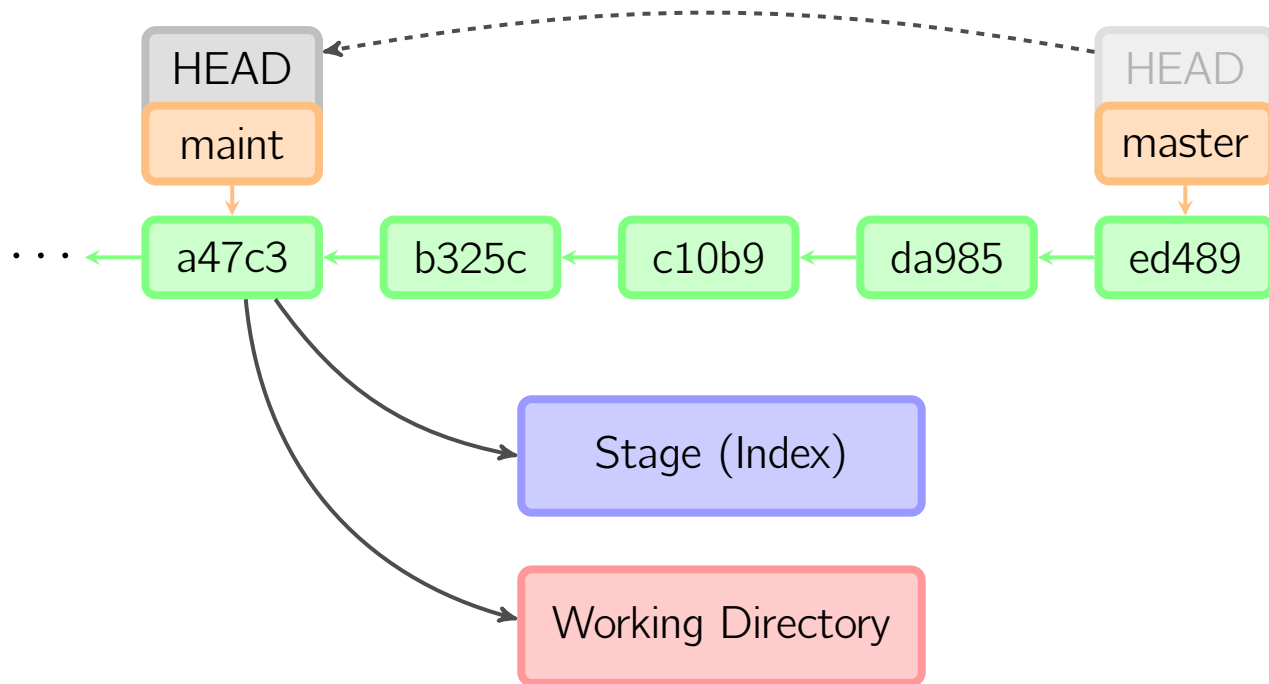 HEAD HEAD
maint master
... a47c3 b325c c10b9 da985 ed489
Stage (Index)
Working Directory